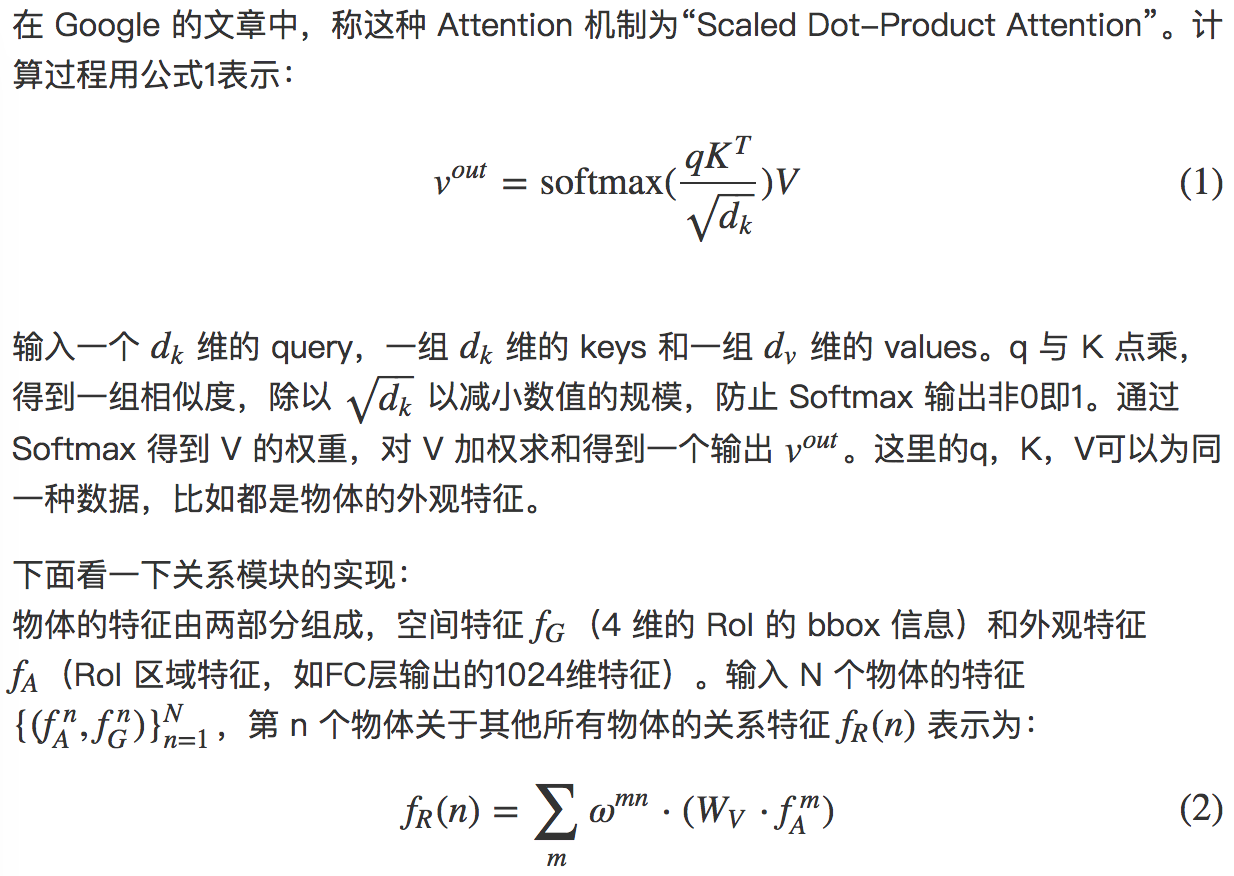 在 Google 的文章中，称这种 Attention 机制为“Scaled Dot-Product Attention”。计
算过程用公式1表示：
$v^{out} = \text{softmax}(\frac{qK^T}{\sqrt{d_k}})V$ (1)
输入一个 $d_k$ 维的 query，一组 $d_k$ 维的 keys 和一组 $d_v$ 维的 values。q 与 K 点乘，
得到一组相似度，除以 $\sqrt{d_k}$ 以减小数值的规模，防止 Softmax 输出非0即1。通过
Softmax 得到 V 的权重，对 V 加权求和得到一个输出 $v^{out}$。这里的q，K，V可以为同
一种数据，比如都是物体的外观特征。
下面看一下关系模块的实现：
物体的特征由两部分组成，空间特征 $f_G$（4 维的 RoI 的 bbox 信息）和外观特征
$f_A$（RoI 区域特征，如FC层输出的1024维特征）。输入 N 个物体的特征
$\{(f_A^n, f_G^n)\}_{n=1}^N$，第 n 个物体关于其他所有物体的关系特征 $f_R(n)$ 表示为：
$f_R(n) = \sum_m \omega^{mn} \cdot (W_V \cdot f_A^m)$ (2)